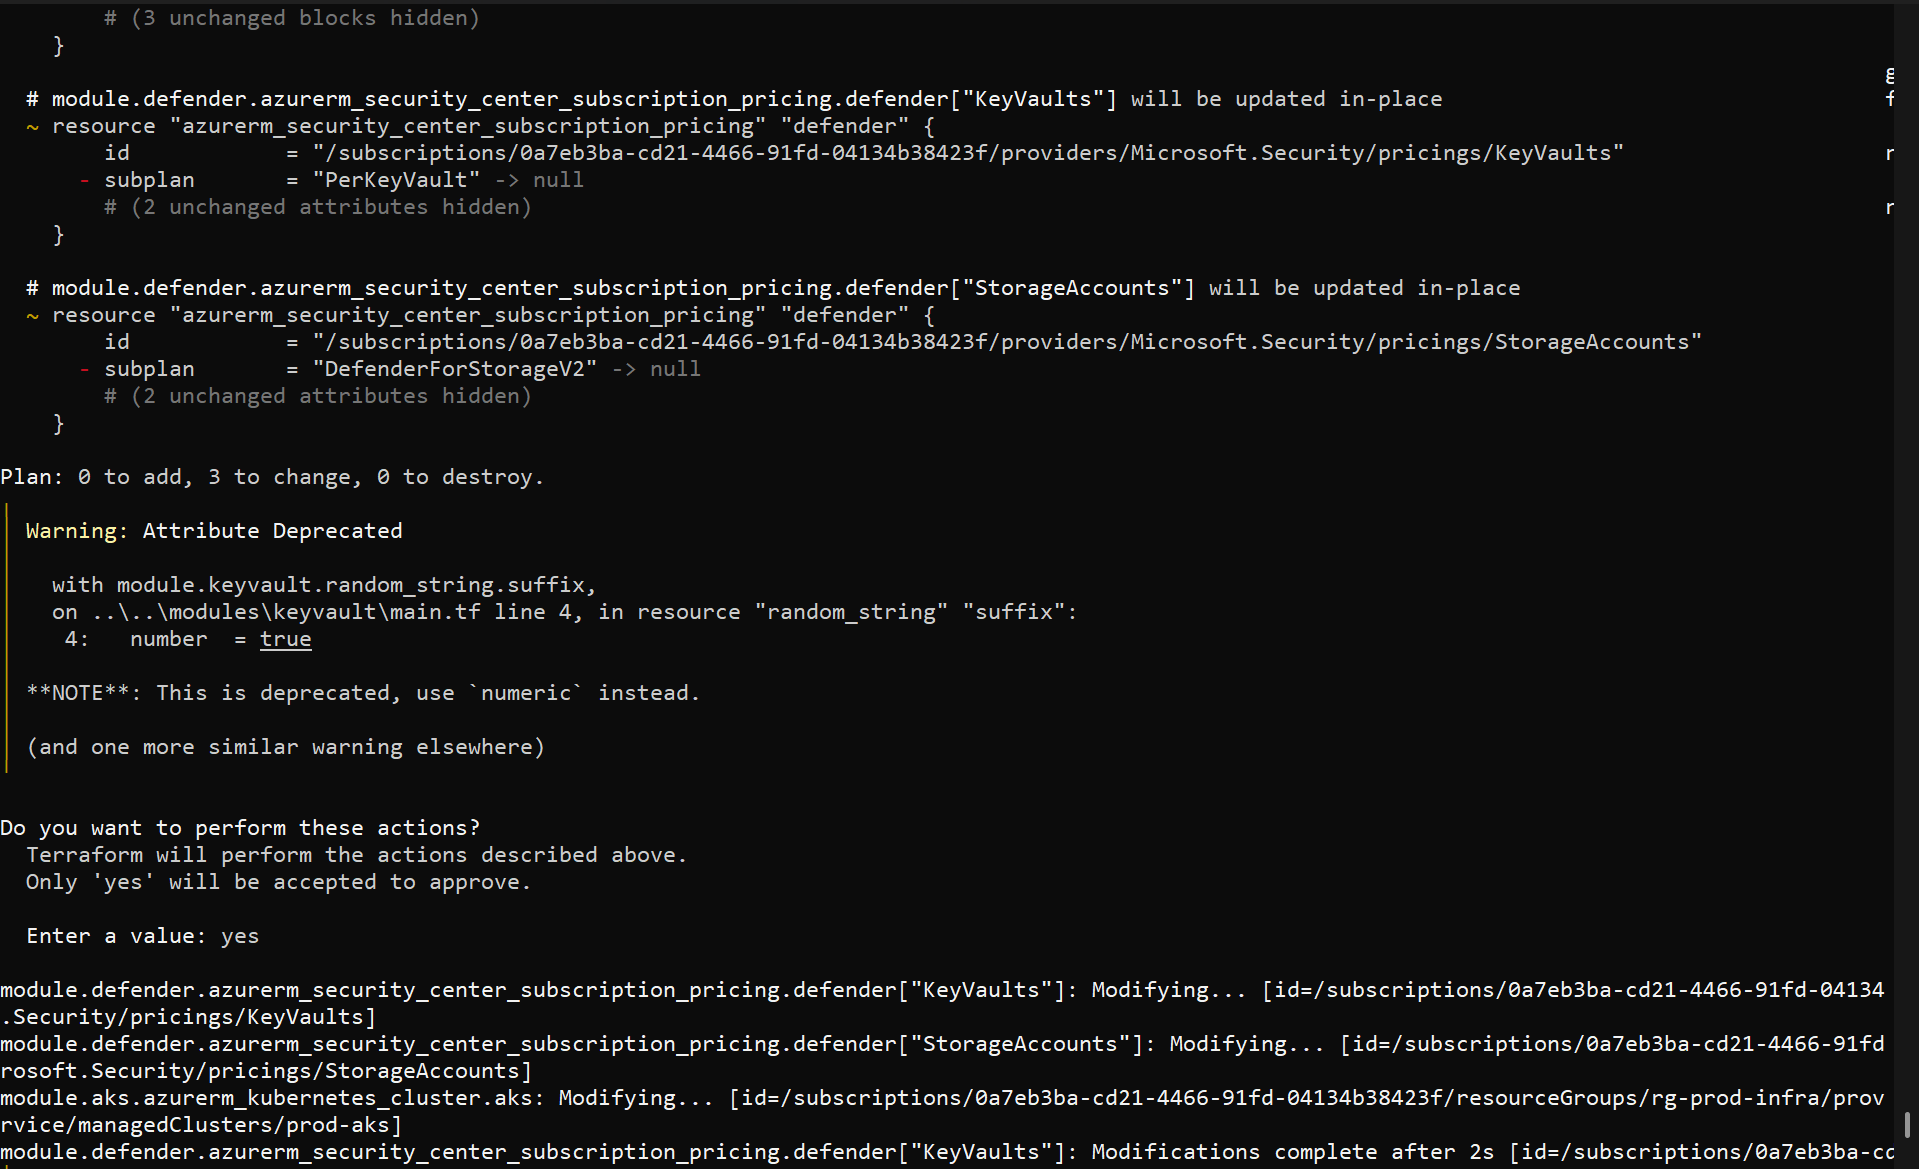 # (3 unchanged blocks hidden)
}
g
# module.defender.azurerm_security_center_subscription_pricing.defender["KeyVaults"] will be updated in-place
f
~ resource "azurerm_security_center_subscription_pricing" "defender" {
id = "/subscriptions/0a7eb3ba-cd21-4466-91fd-04134b38423f/providers/Microsoft.Security/pricings/KeyVaults"
r
- subplan = "PerKeyVault" -> null
# (2 unchanged attributes hidden)
r
}
# module.defender.azurerm_security_center_subscription_pricing.defender["StorageAccounts"] will be updated in-place
~ resource "azurerm_security_center_subscription_pricing" "defender" {
id = "/subscriptions/0a7eb3ba-cd21-4466-91fd-04134b38423f/providers/Microsoft.Security/pricings/StorageAccounts"
- subplan = "DefenderForStorageV2" -> null
# (2 unchanged attributes hidden)
}
Plan: 0 to add, 3 to change, 0 to destroy.
Warning: Attribute Deprecated
with module.keyvault.random_string.suffix,
on ..\..\modules\keyvault\main.tf line 4, in resource "random_string" "suffix":
4: number = true
**NOTE**: This is deprecated, use `numeric` instead.
(and one more similar warning elsewhere)
Do you want to perform these actions?
Terraform will perform the actions described above.
Only 'yes' will be accepted to approve.
Enter a value: yes
module.defender.azurerm_security_center_subscription_pricing.defender["KeyVaults"]: Modifying... [id=/subscriptions/0a7eb3ba-cd21-4466-91fd-04134
.Security/pricings/KeyVaults]
module.defender.azurerm_security_center_subscription_pricing.defender["StorageAccounts"]: Modifying... [id=/subscriptions/0a7eb3ba-cd21-4466-91fd
rosoft.Security/pricings/StorageAccounts]
module.aks.azurerm_kubernetes_cluster.aks: Modifying... [id=/subscriptions/0a7eb3ba-cd21-4466-91fd-04134b38423f/resourceGroups/rg-prod-infra/prov
rvice/managedClusters/prod-aks]
module.defender.azurerm_security_center_subscription_pricing.defender["KeyVaults"]: Modifications complete after 2s [id=/subscriptions/0a7eb3ba-cd